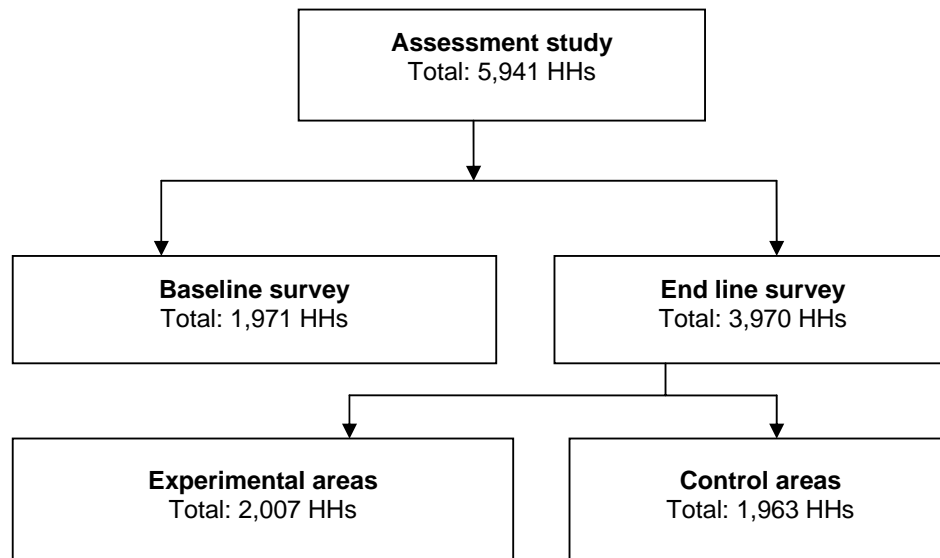 Assessment study
Total: 5,941 HHs
Baseline survey
Total: 1,971 HHs
End line survey
Total: 3,970 HHs
Experimental areas
Total: 2,007 HHs
Control areas
Total: 1,963 HHs